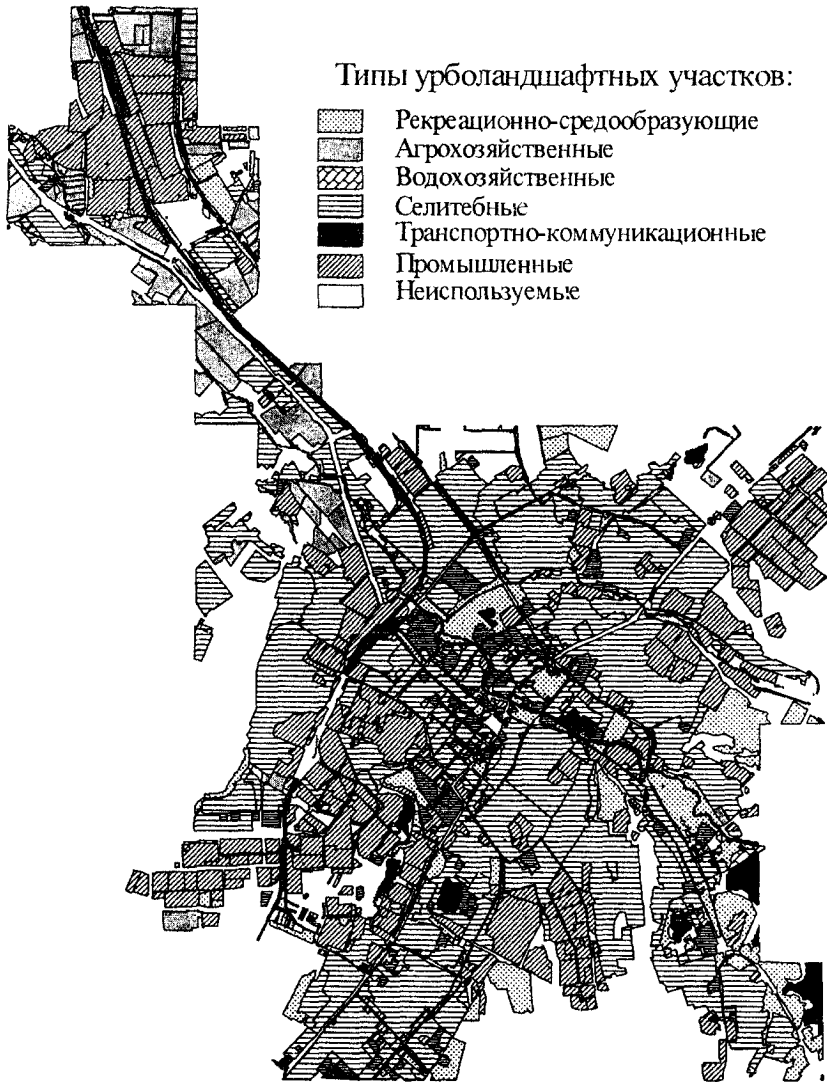 Типы урболандшафтных участков:
Рекреационно-средообразующие
Агрохозяйственные
Водохозяйственные
Селитебные
Транспортно-коммуникационные
Промышленные
Неиспользуемые